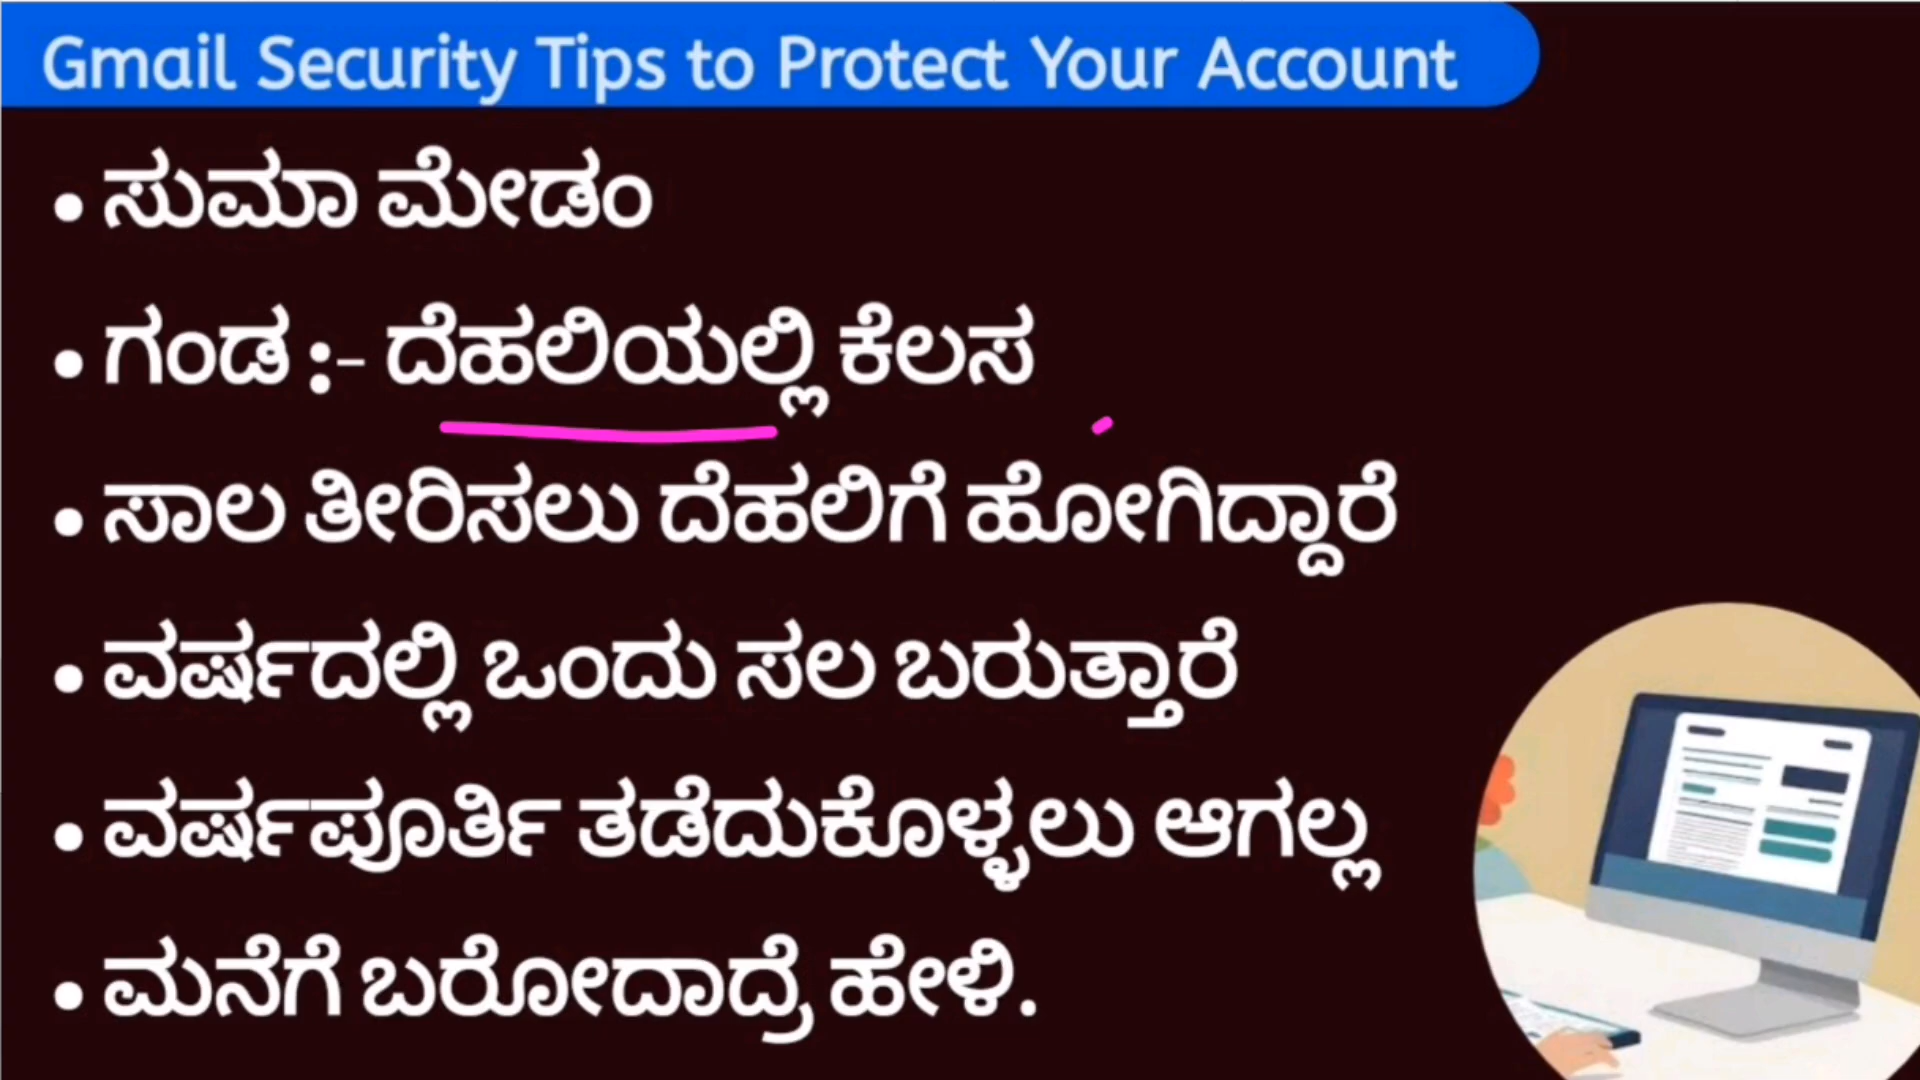 Gmail Security Tips to Protect Your Account
• ಸುಮಾ ಮೇಡಂ
• ಗಂಡ :- ದೆಹಲಿಯಲ್ಲಿ ಕೆಲಸ
• ಸಾಲ ತೀರಿಸಲು ದೆಹಲಿಗೆ ಹೋಗಿದ್ದಾರೆ
• ವರ್ಷದಲ್ಲಿ ಒಂದು ಸಲ ಬರುತ್ತಾರೆ
• ವರ್ಷಪೂರ್ತಿ ತಡೆದುಕೊಳ್ಳಲು ಆಗಲ್ಲ
• ಮನೆಗೆ ಬರೋದಾದ್ರೆ ಹೇಳಿ.